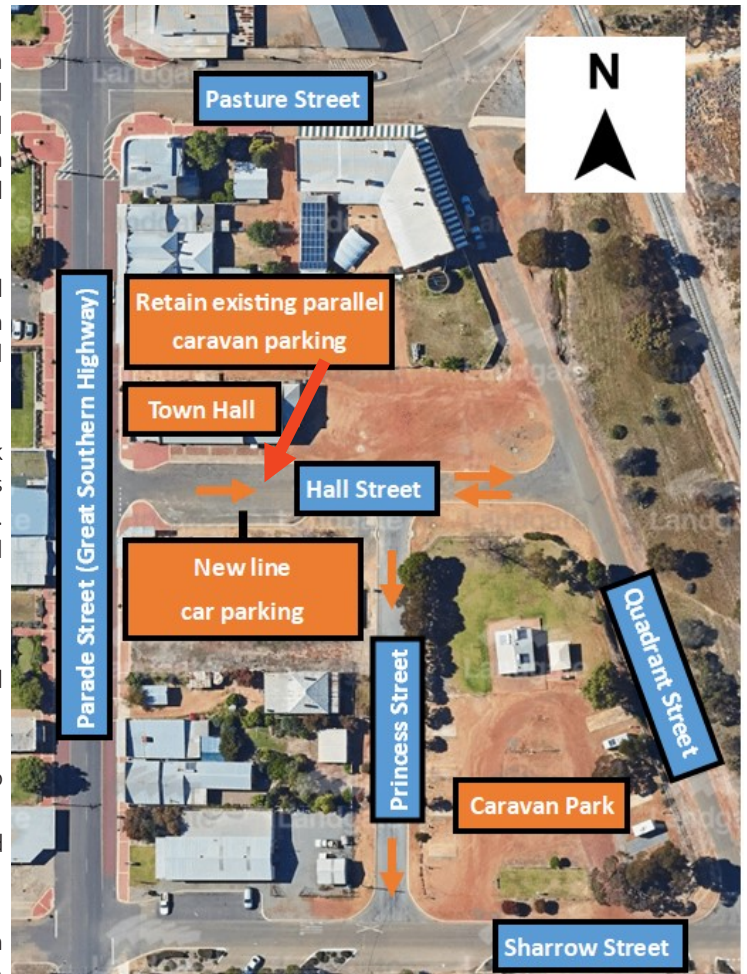 Pasture Street
N
Parade Street (Great Southern Highway)
Retain existing parallel
caravan parking
Town Hall
Hall Street
New line
car parking
Princess Street
Quadrant Street
Caravan Park
Sharrow Street
Landgate